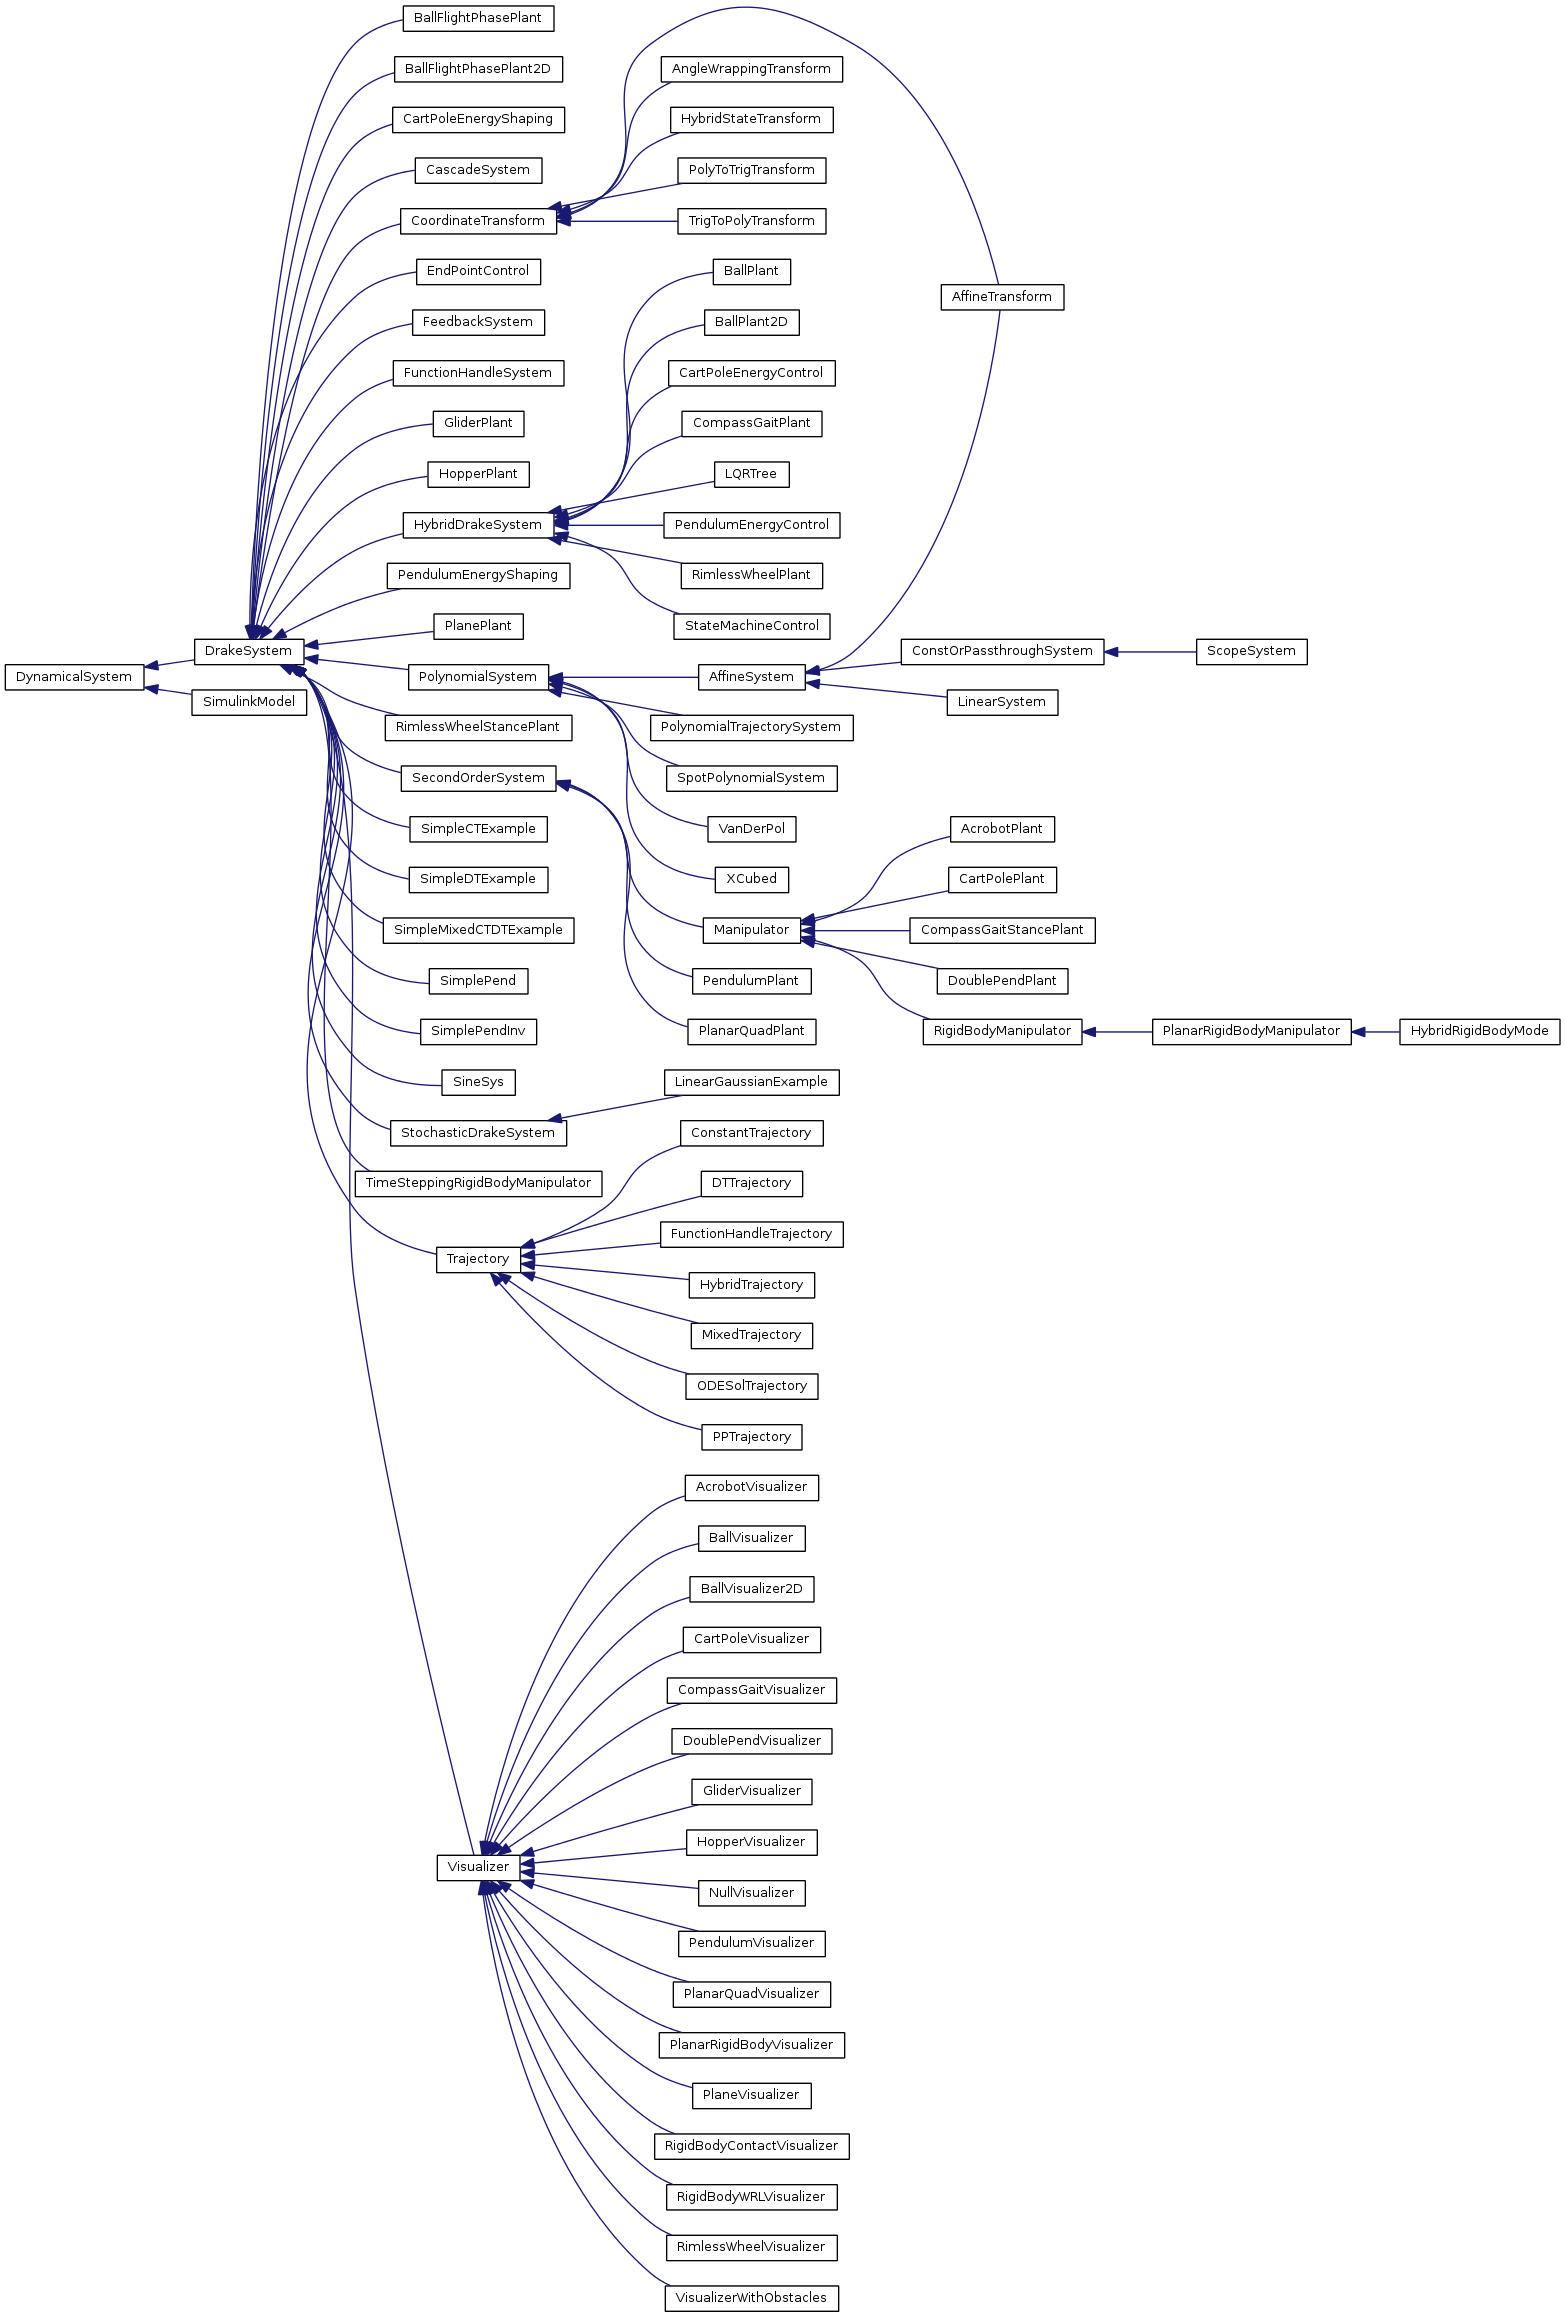 BallFlightPhasePlant
BallFlightPhasePlant2D
AngleWrappingTransform
CartPoleEnergyShaping
HybridStateTransform
CascadeSystem
PolyToTrigTransform
CoordinateTransform
TrigToPolyTransform
EndPointControl
BallPlant
AffineTransform
FeedbackSystem
BallPlant2D
FunctionHandleSystem
CartPoleEnergyControl
GliderPlant
CompassGaitPlant
HopperPlant
LQRTree
HybridDrakeSystem
PendulumEnergyControl
PendulumEnergyShaping
RimlessWheelPlant
PlanePlant
StateMachineControl
DrakeSystem
ConstOrPassthroughSystem
ScopeSystem
DynamicalSystem
PolynomialSystem
AffineSystem
SimulinkModel
LinearSystem
RimlessWheelStancePlant
PolynomialTrajectorySystem
SecondOrderSystem
SpotPolynomialSystem
SimpleCTExample
VanDerPol
AcrobotPlant
SimpleDTExample
XCubed
CartPolePlant
SimpleMixedCTDTExample
Manipulator
CompassGaitStancePlant
SimplePend
PendulumPlant
DoublePendPlant
SimplePendInv
PlanarQuadPlant
RigidBodyManipulator
PlanarRigidBodyManipulator
HybridRigidBodyMode
SineSys
LinearGaussianExample
StochasticDrakeSystem
ConstantTrajectory
TimeSteppingRigidBodyManipulator
DTTrajectory
FunctionHandleTrajectory
Trajectory
HybridTrajectory
MixedTrajectory
ODESolTrajectory
PPTrajectory
AcrobotVisualizer
BallVisualizer
BallVisualizer2D
CartPoleVisualizer
CompassGaitVisualizer
DoublePendVisualizer
GliderVisualizer
HopperVisualizer
Visualizer
NullVisualizer
PendulumVisualizer
PlanarQuadVisualizer
PlanarRigidBodyVisualizer
PlaneVisualizer
RigidBodyContactVisualizer
RigidBodyWRLVisualizer
RimlessWheelVisualizer
VisualizerWithObstacles